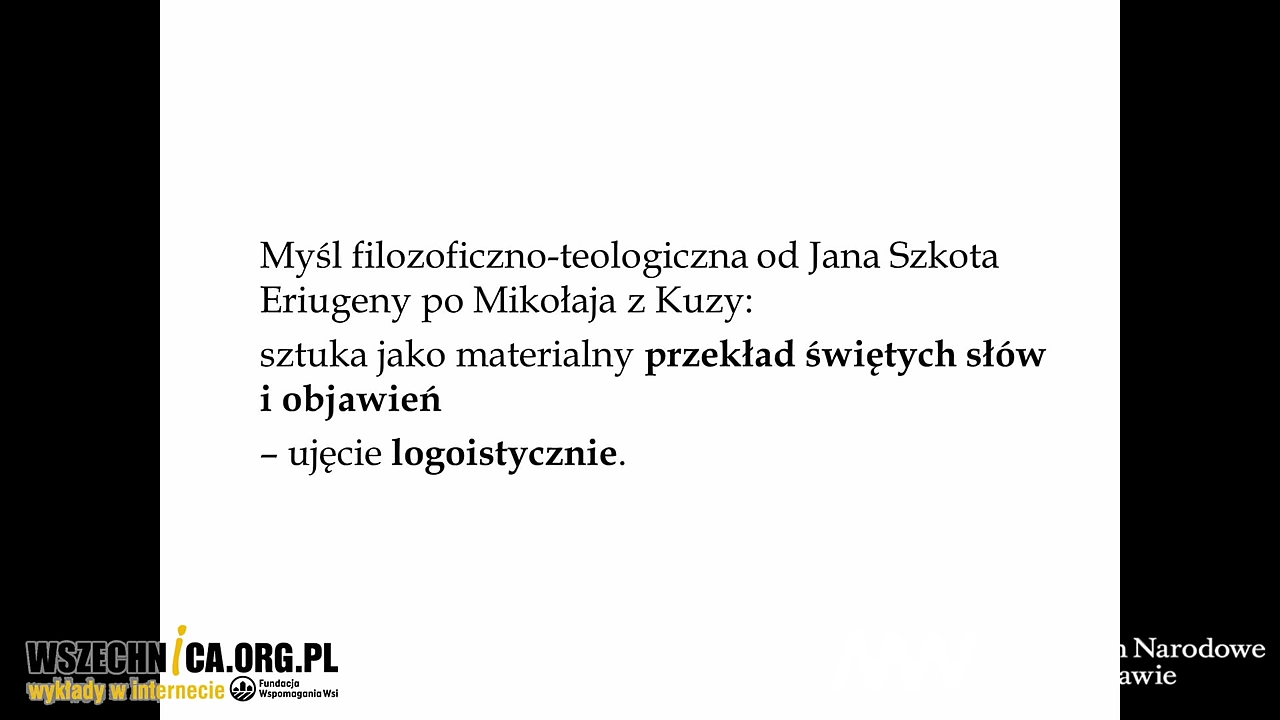 Myśl filozoficzno-teologiczna od Jana Szkota
Eriugeny po Mikołaja z Kuzy:
sztuka jako materialny przekład świętych słów
i objawień
– ujęcie logoistycznie.
WSZECHNiCA.ORG.PL
wykłady w internecie
Fundacja
Wspomagania Wsi
Narodowe
awie